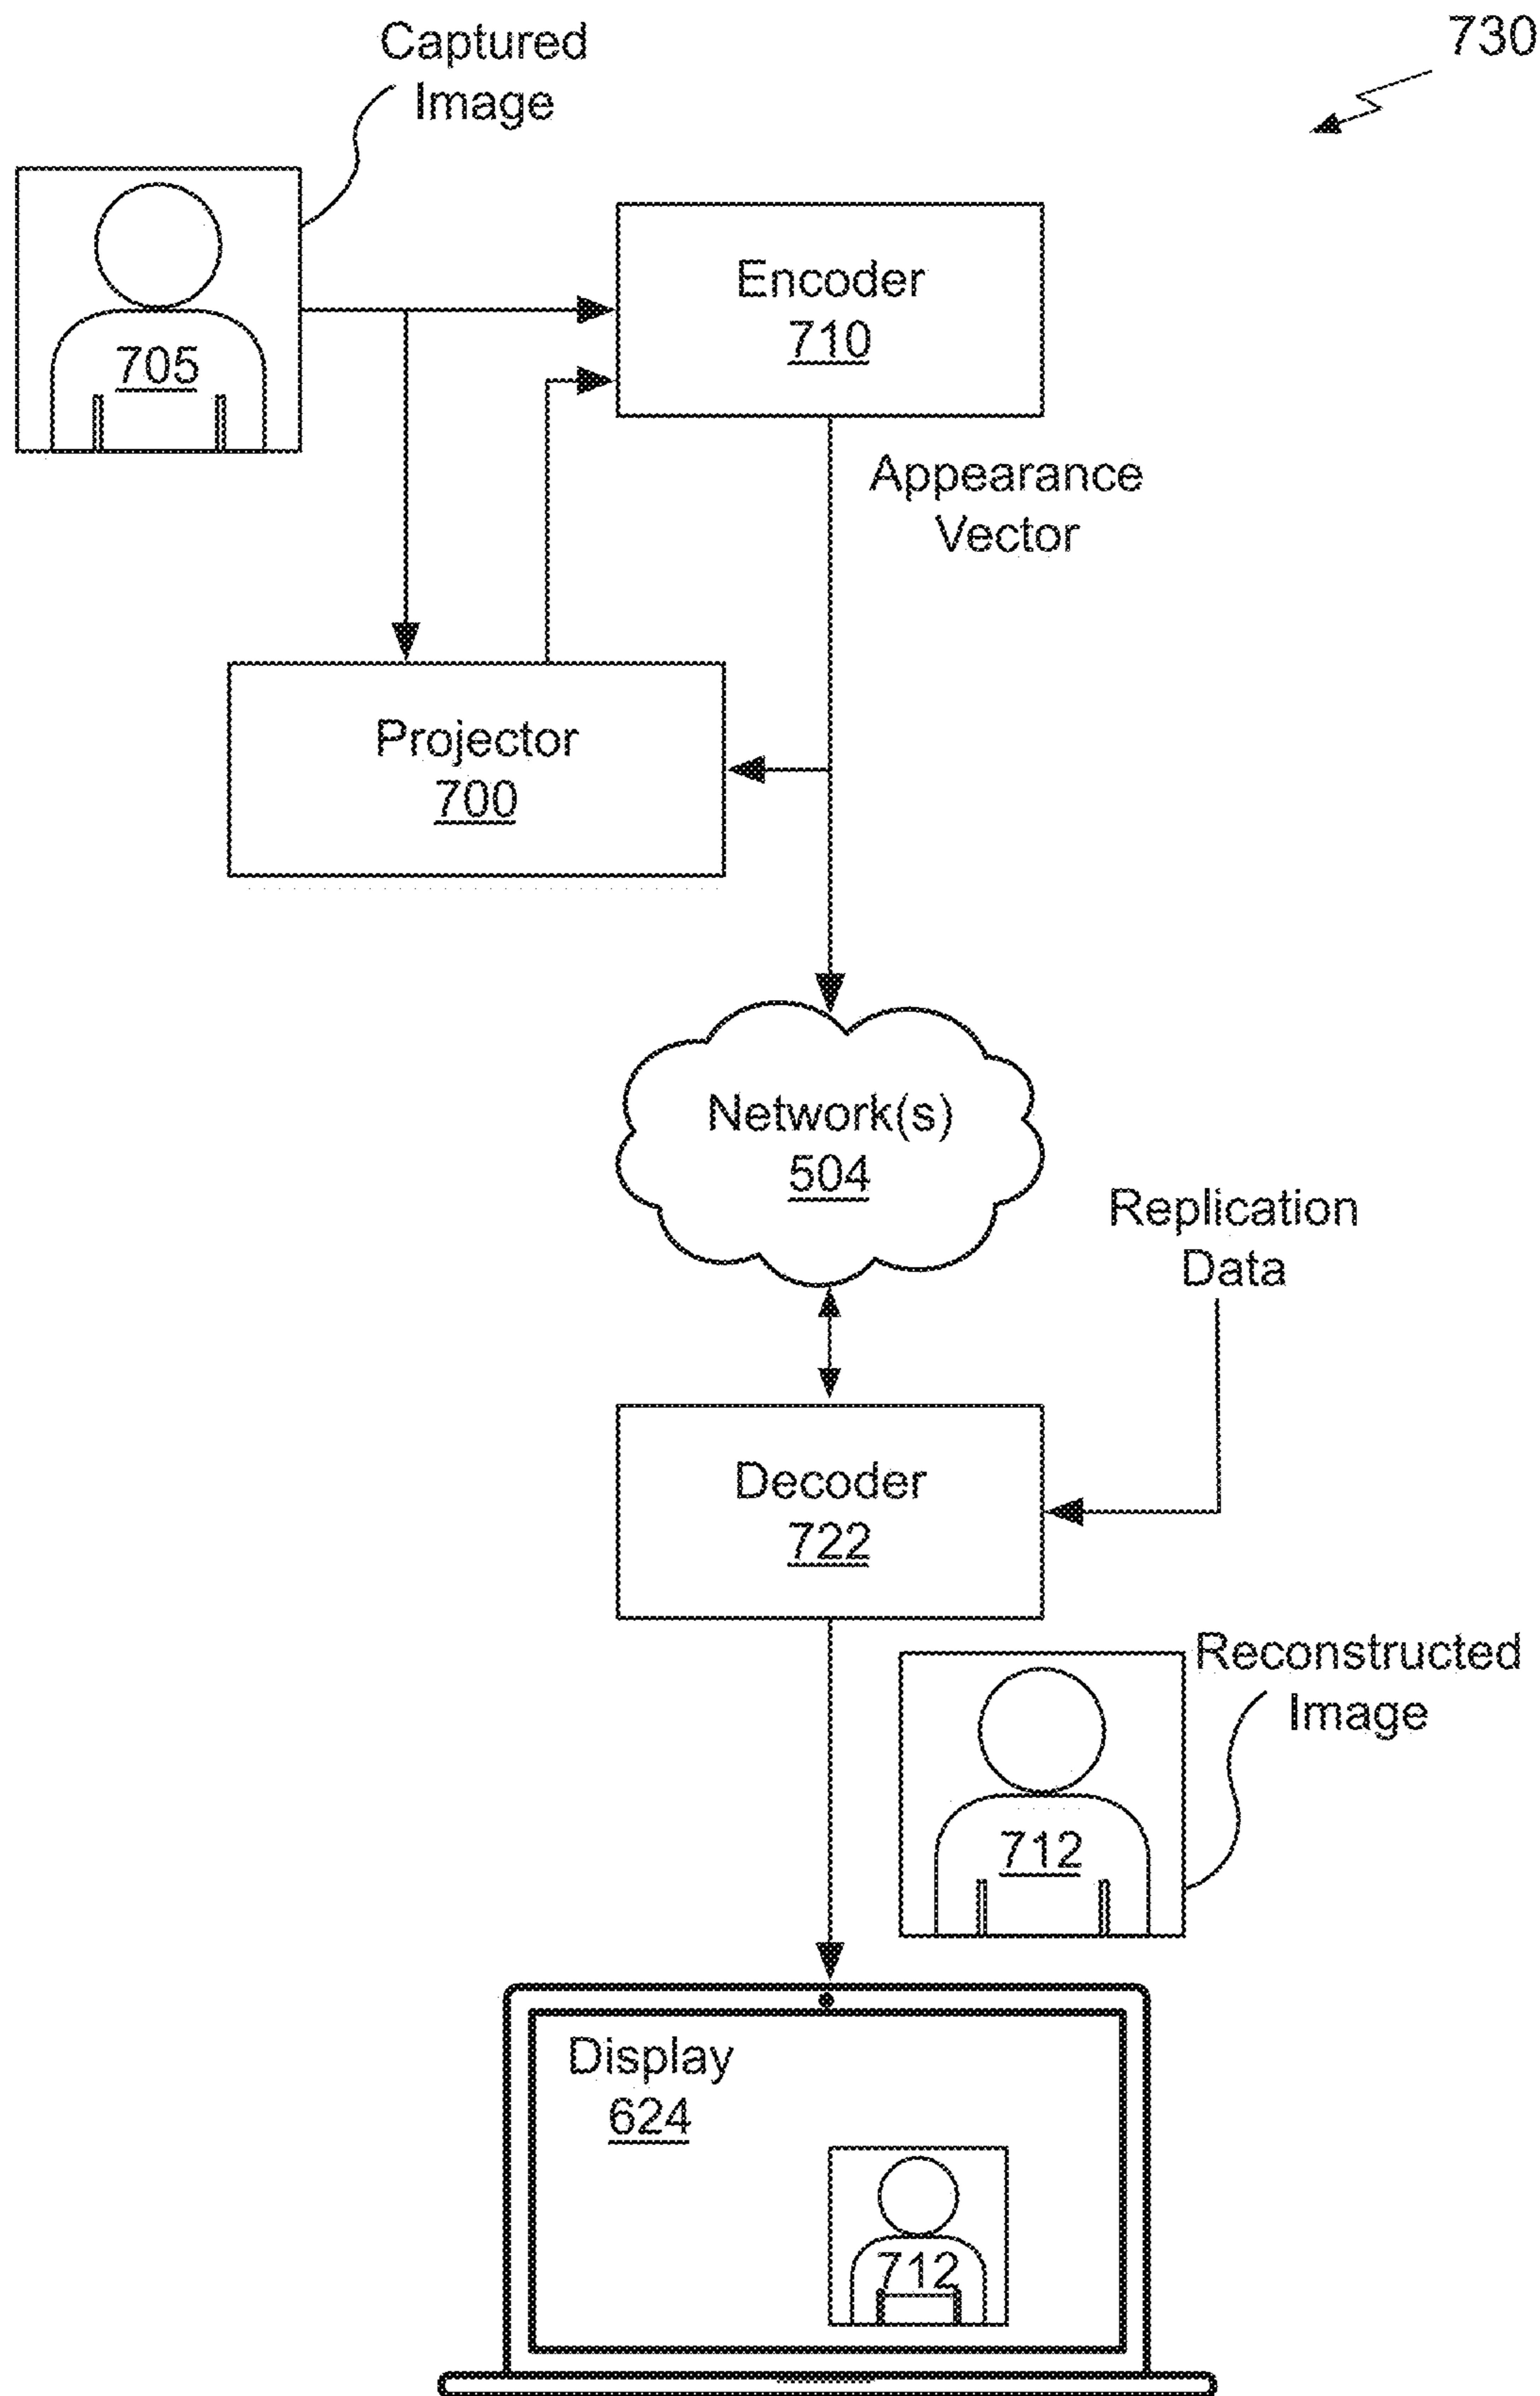 730
Captured
Image
705
Encoder
710
Appearance
Vector
Projector
700
Network(s)
504
Replication
Data
Decoder
722
Reconstructed
Image
712
Display
624
712